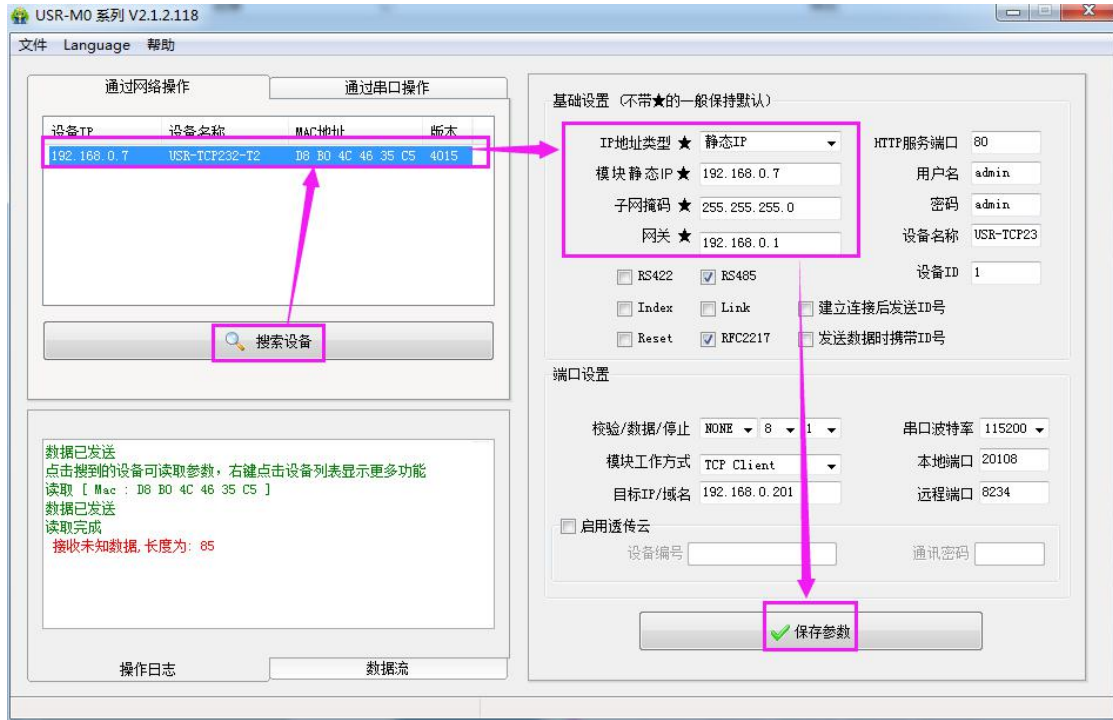 USR-M0 系列 V2.1.2.118
文件 Language 帮助
通过网络操作 通过串口操作
设备IP 设备名称 MAC地址 版本
192.168.0.7 USR-TCP232-T2 D8 B0 4C 46 35 C5 4015
搜索设备
数据已发送
点击搜到的设备可读取参数，右键点击设备列表显示更多功能
读取 [ Mac : D8 B0 4C 46 35 C5 ]
数据已发送
读取完成
接收未知数据,长度为: 85
操作日志 数据流
基础设置（不带★的一般保持默认）
IP地址类型 ★ 静态IP HTTP服务端口 80
模块静态IP★ 192.168.0.7 用户名 admin
子网掩码 ★ 255.255.255.0 密码 admin
网关 ★ 192.168.0.1 设备名称 USR-TCP23
RS422 RS485 设备ID 1
Index Link 建立连接后发送ID号
Reset RFC2217 发送数据时携带ID号
端口设置
校验/数据/停止 NONE 8 1 串口波特率 115200
模块工作方式 TCP Client 本地端口 20108
目标IP/域名 192.168.0.201 远程端口 8234
启用透传云
设备编号 通讯密码
保存参数